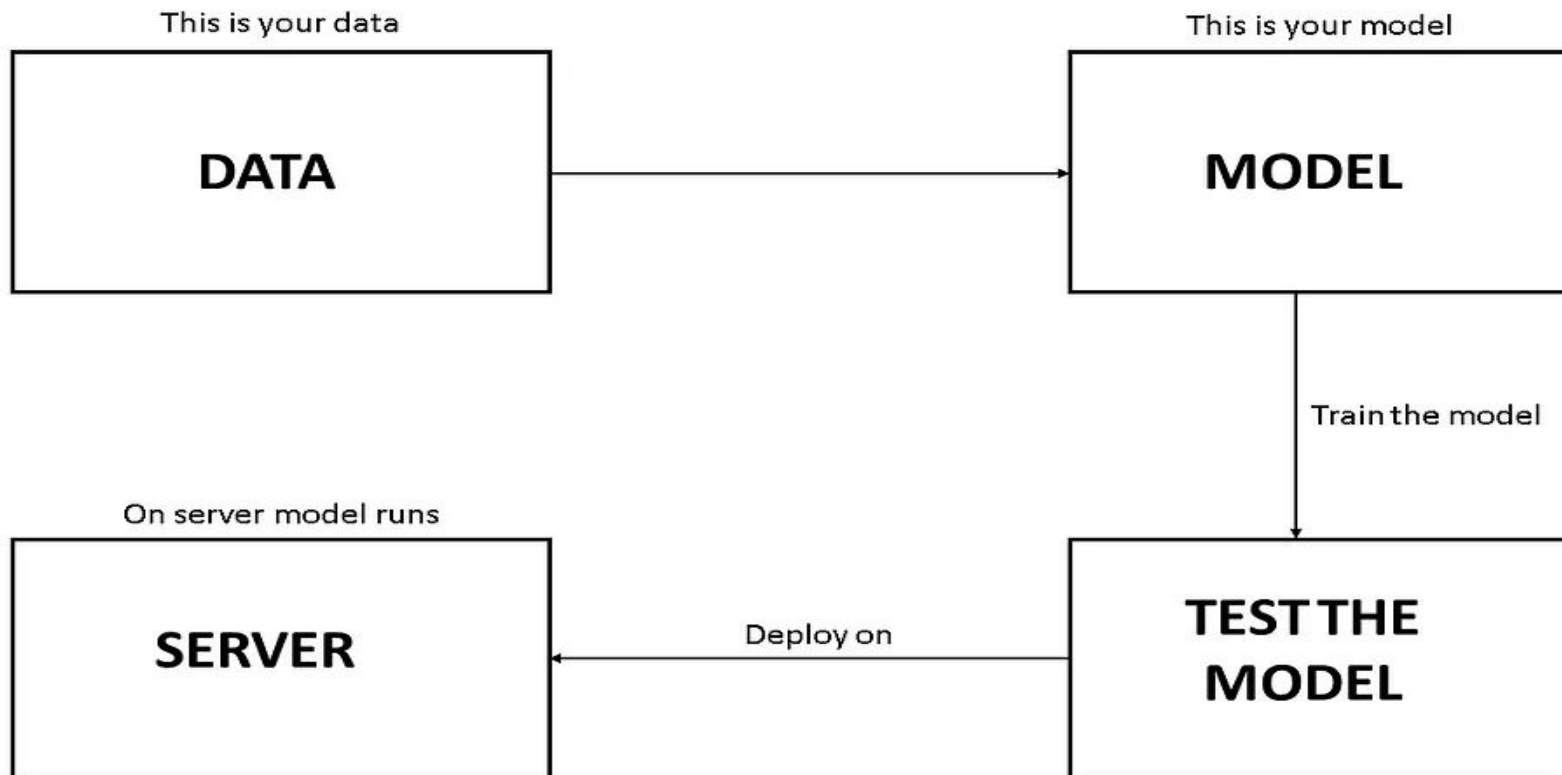 This is your data
This is your model
DATA
MODEL
Train the model
On server model runs
SERVER
Deploy on
TEST THE
MODEL